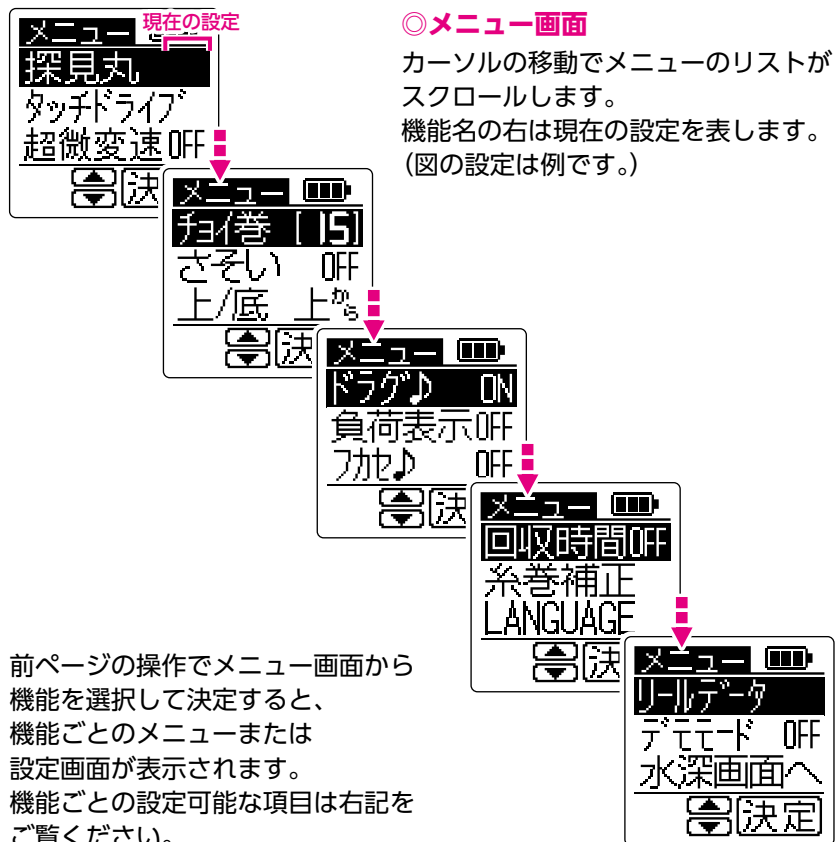 現在の設定
メニュー
探見丸
タッチドライブ
超微変速 OFF
決
◎メニュー画面
カーソルの移動でメニューのリストが
スクロールします。
機能名の右は現在の設定を表します。
(図の設定は例です。)
メニュー
チョイ巻 [15]
さそい OFF
上/底 上から
決
メニュー
ドラグ♪ ON
負荷表示 OFF
フカセ♪ OFF
決
メニュー
回収時間 OFF
糸巻補正
LANGUAGE
決
メニュー
リールデータ
デモモード OFF
水深画面へ
決定
前ページの操作でメニュー画面から
機能を選択して決定すると、
機能ごとのメニューまたは
設定画面が表示されます。
機能ごとの設定可能な項目は右記を
ご覧ください。